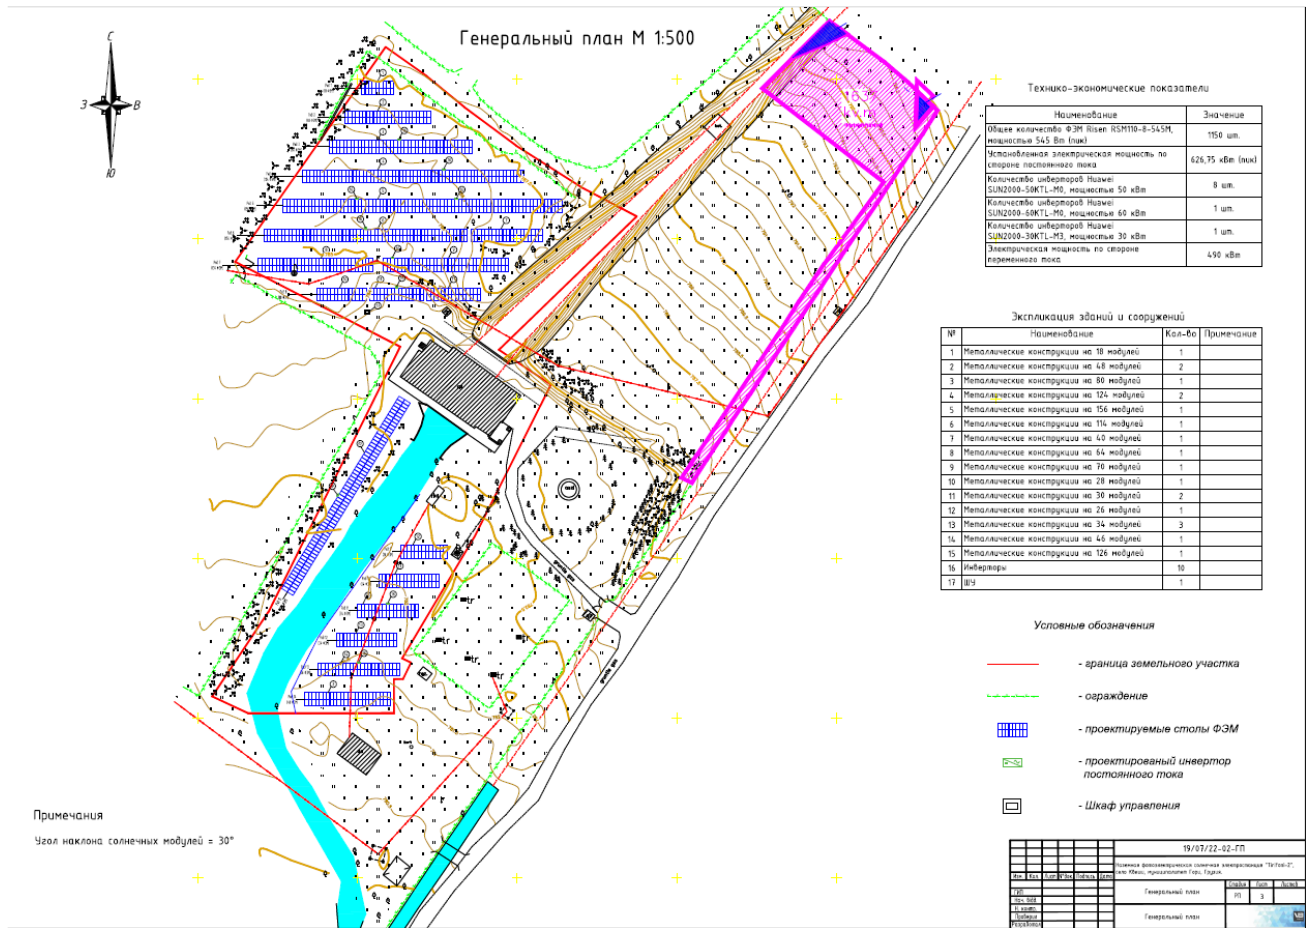 Генеральный план М 1:500
С
З
В
Ю
Технико-экономические показатели
Наименование Значение
Общее количество ФЭМ Risen RSM110-8-545M, мощностью 545 Вт (пик) 1150 шт.
Установленная электрическая мощность по стороне постоянного тока 626,75 кВт (пик)
Количество инверторов Huawei SUN2000-50KTL-M0, мощностью 50 кВт 8 шт.
Количество инверторов Huawei SUN2000-60KTL-M0, мощностью 60 кВт 1 шт.
Количество инверторов Huawei SUN2000-30KTL-M3, мощностью 30 кВт 1 шт.
Электрическая мощность по стороне переменного тока 490 кВт
Экспликация зданий и сооружений
№ Наименование Кол-во Примечание
1 Металлические конструкции на 18 модулей 1
2 Металлические конструкции на 48 модулей 2
3 Металлические конструкции на 80 модулей 1
4 Металлические конструкции на 124 модулей 2
5 Металлические конструкции на 156 модулей 1
6 Металлические конструкции на 114 модулей 1
7 Металлические конструкции на 40 модулей 1
8 Металлические конструкции на 64 модулей 1
9 Металлические конструкции на 70 модулей 1
10 Металлические конструкции на 28 модулей 1
11 Металлические конструкции на 30 модулей 2
12 Металлические конструкции на 26 модулей 1
13 Металлические конструкции на 34 модулей 3
14 Металлические конструкции на 46 модулей 1
15 Металлические конструкции на 126 модулей 1
16 Инверторы 10
17 ШУ 1
Условные обозначения
- граница земельного участка
- ограждение
- проектируемые столы ФЭМ
- проектированый инвертор
постоянного тока
- Шкаф управления
tr
tr
tr
tr
tr
Примечания
Угол наклона солнечных модулей = 30°
19/07/22-02-ГП
Генеральный план
РП 3
Генеральный план